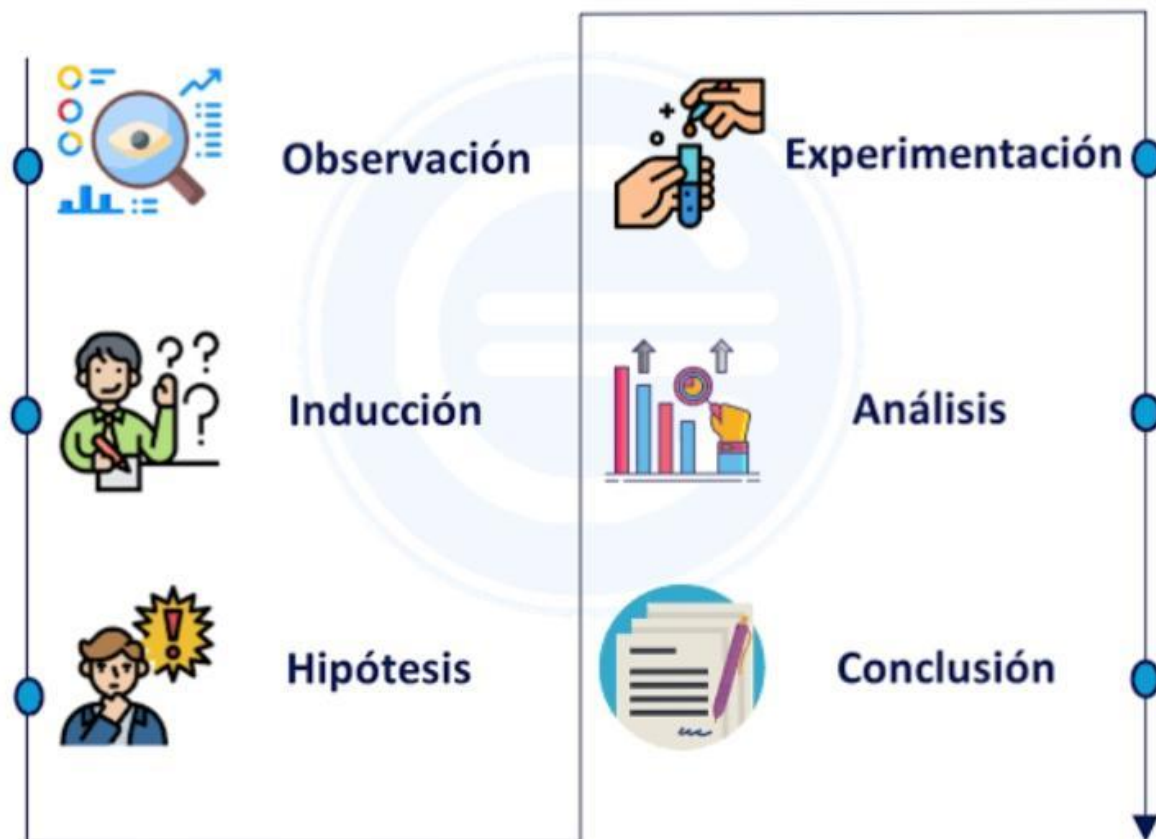 Observación
Inducción
Hipótesis
Experimentación
Análisis
Conclusión